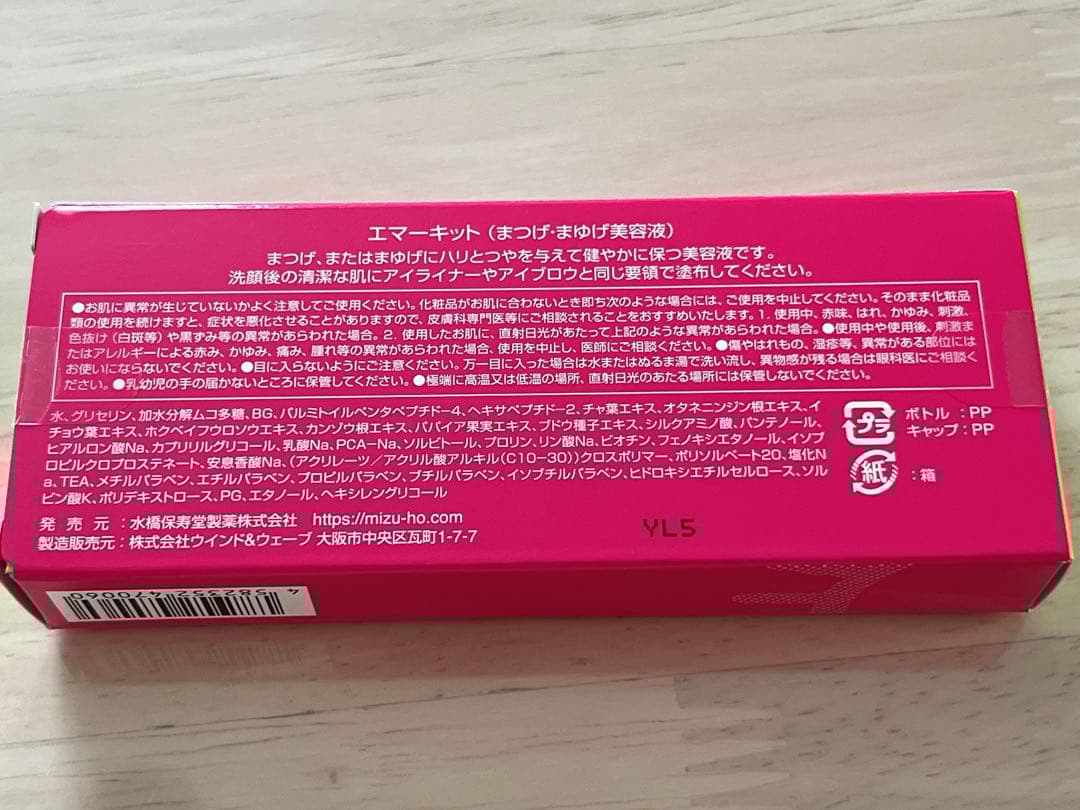 エマーキット（まつげ・まゆげ美容液）
まつげ、またはまゆげにハリとつやを与えて健やかに保つ美容液です。
洗顔後の清潔な肌にアイライナーやアイブロウと同じ要領で塗布してください。
●お肌に異常が生じていないかよく注意してご使用ください。化粧品がお肌に合わないとき即ち次のような場合には、ご使用を中止してください。そのまま化粧品
類の使用を続けますと、症状を悪化させることがありますので、皮膚科専門医等にご相談されることをおすすめいたします。1. 使用中、赤味、はれ、かゆみ、刺激、
色抜け（白斑等）や黒ずみ等の異常があらわれた場合。2. 使用したお肌に、直射日光があたって上記のような異常があらわれた場合。●使用中や使用後、刺激ま
たはアレルギーによる赤み、かゆみ、痛み、腫れ等の異常があらわれた場合、使用を中止し、医師にご相談ください。●傷やはれもの、湿疹等、異常がある部位には
お使いにならないでください。●目に入らないようにご注意ください。万一目に入った場合は水またはぬるま湯で洗い流し、異物感が残る場合は眼科医にご相談く
ださい。●乳幼児の手の届かないところに保管してください。●極端に高温又は低温の場所、直射日光のあたる場所には保管しないでください。
水、グリセリン、加水分解ムコ多糖、BG、パルミトイルペンタペプチド-4、ヘキサペプチド-2、チャ葉エキス、オタネニンジン根エキス、イ
チョウ葉エキス、ホクベイフウロソウエキス、カンゾウ根エキス、パパイア果実エキス、ブドウ種子エキス、シルクアミノ酸、パンテノール、
ヒアルロン酸Na、カプリリルグリコール、乳酸Na、PCA-Na、ソルビトール、プロリン、リン酸Na、ビオチン、フェノキシエタノール、イソプ
ロピルクロプロステネート、安息香酸Na、（アクリレーツ／アクリル酸アルキル（C10-30））クロスポリマー、ポリソルベート20、塩化N
a、TEA、メチルパラベン、エチルパラベン、プロピルパラベン、ブチルパラベン、イソブチルパラベン、ヒドロキシエチルセルロース、ソル
ビン酸K、ポリデキストロース、PG、エタノール、ヘキシレングリコール
プラ
ボトル：PP
キャップ：PP
紙
：箱
発売元：水橋保寿堂製薬株式会社 https://mizu-ho.com
製造販売元：株式会社ウインド&ウェーブ 大阪市中央区瓦町1-7-7
YL5
4 582352 470060